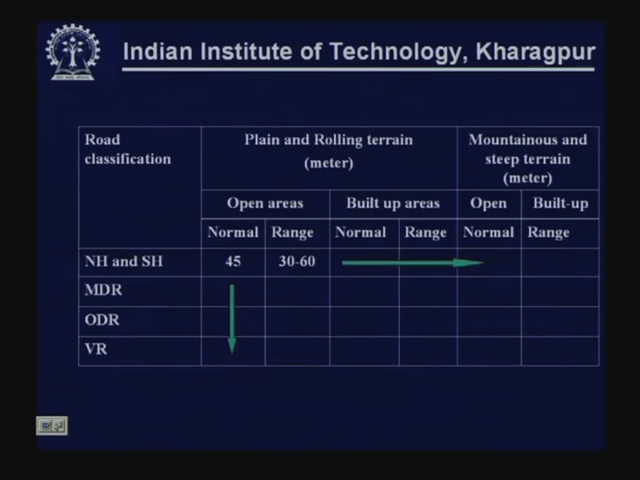 Indian Institute of Technology, Kharagpur
Road classification
Plain and Rolling terrain (meter)
Mountainous and steep terrain (meter)
Open areas
Built up areas
Open
Built-up
Normal
Range
Normal
Range
Normal
Range
NH and SH
45
30-60
MDR
ODR
VR